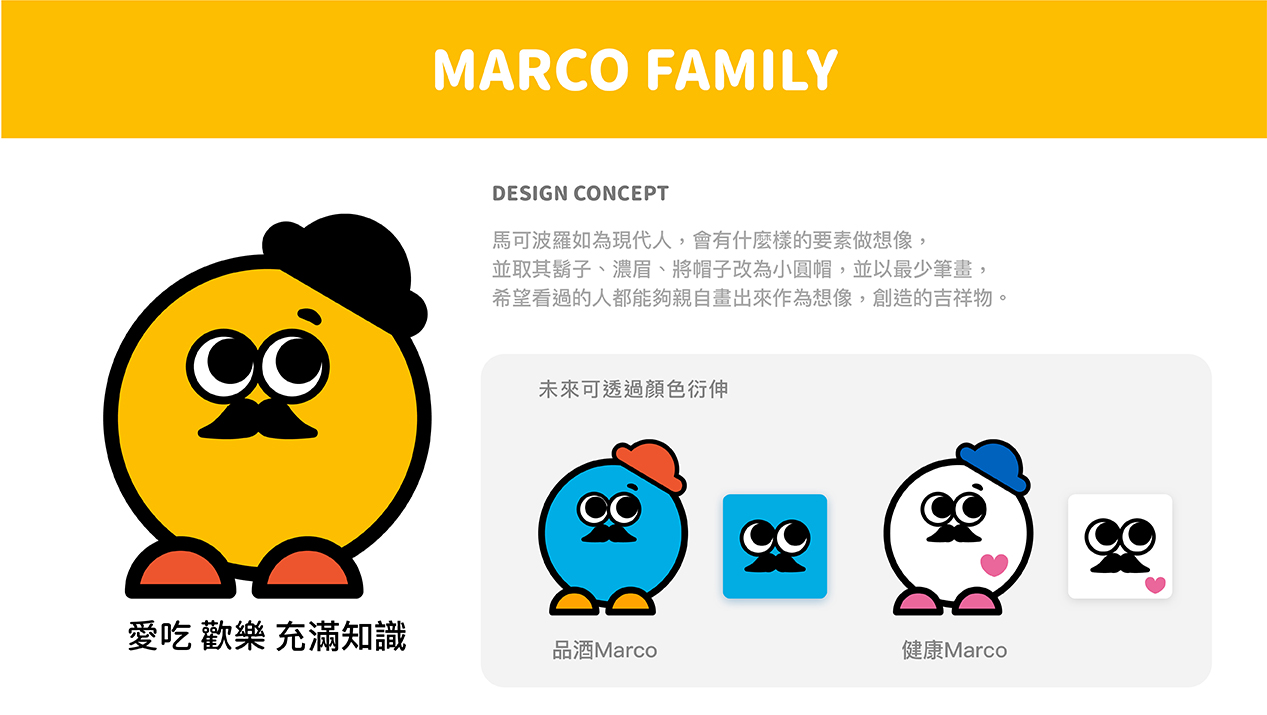 MARCO FAMILY
DESIGN CONCEPT
馬可波羅如為現代人，會有什麼樣的要素做想像，
並取其鬍子、濃眉、將帽子改為小圓帽，並以最少筆畫，
希望看過的人都能夠親自畫出來作為想像，創造的吉祥物。
愛吃 歡樂 充滿知識
未來可透過顏色衍伸
品酒Marco
健康Marco